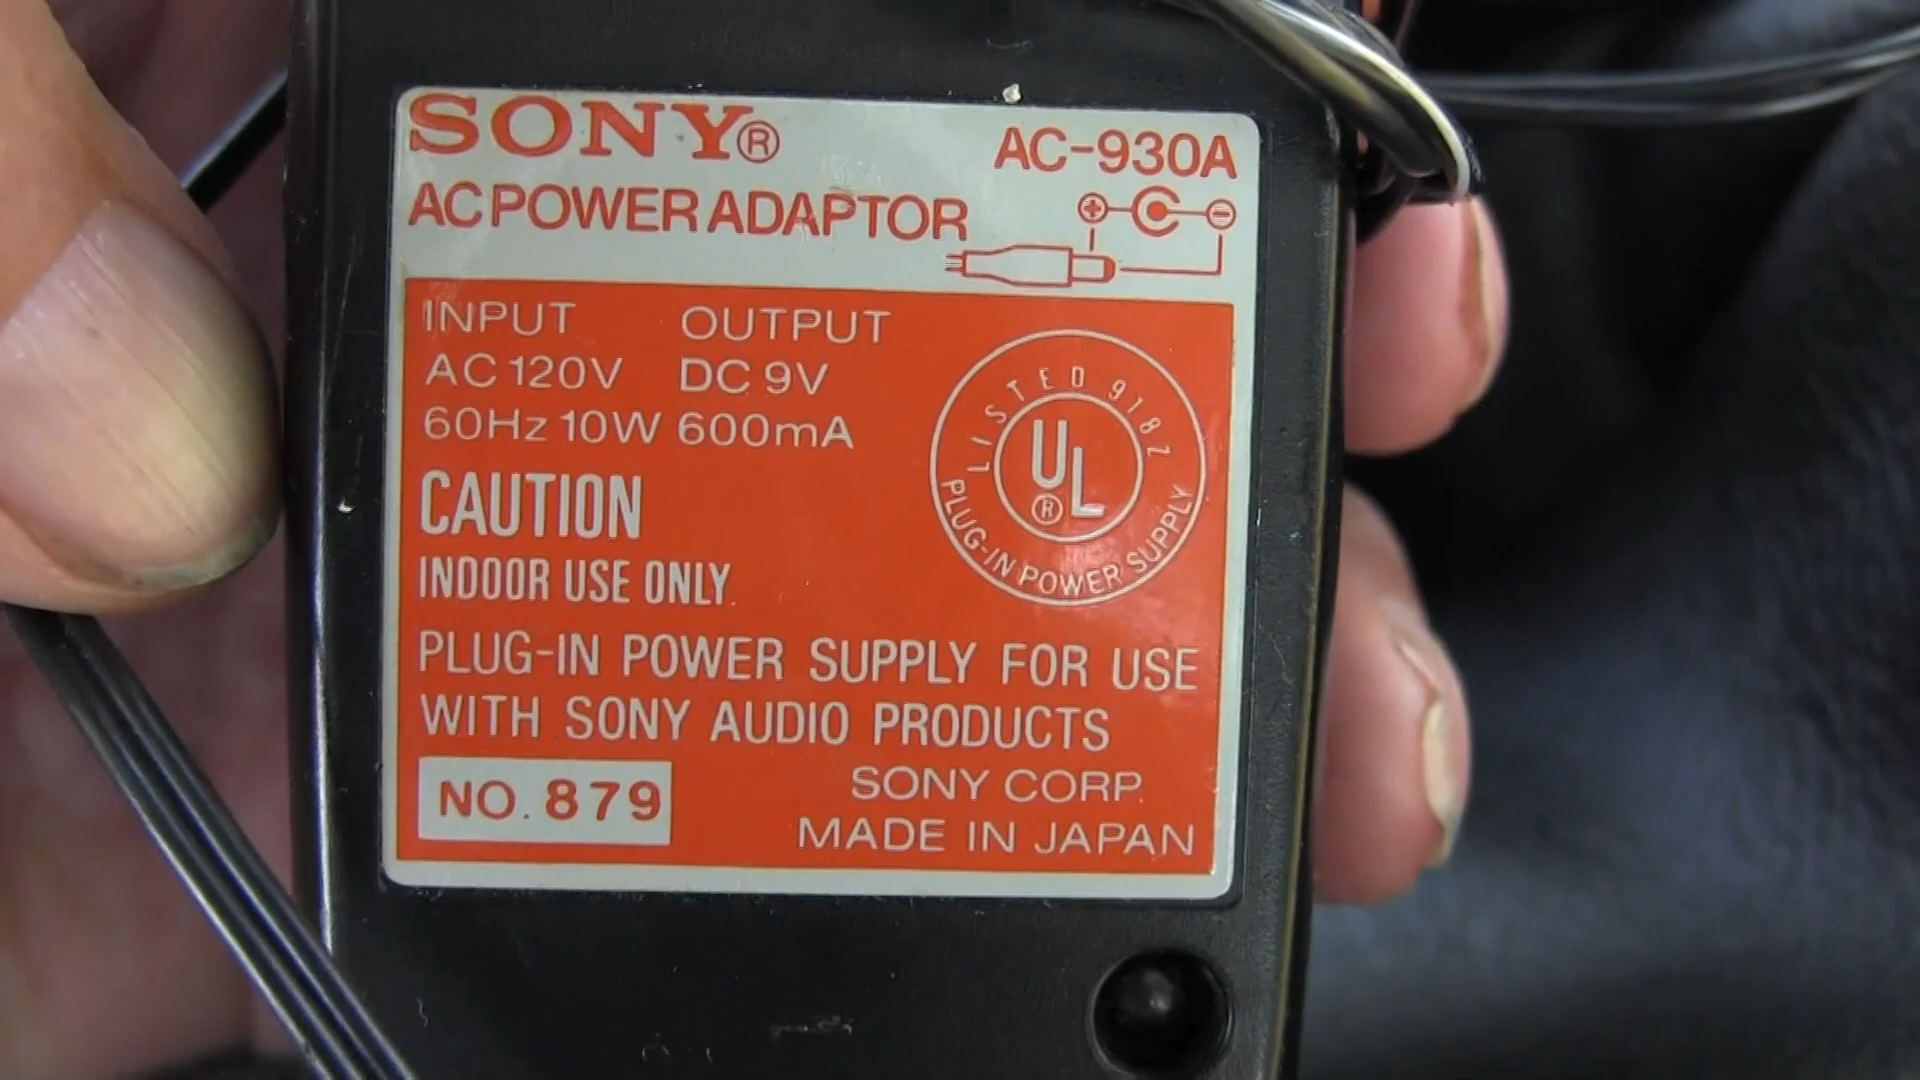 SONY®
AC-930A
AC POWER ADAPTOR
INPUT OUTPUT
AC 120V DC 9V
60Hz 10W 600mA
LISTED 918Z
UL®
PLUG-IN POWER SUPPLY
CAUTION
INDOOR USE ONLY.
PLUG-IN POWER SUPPLY FOR USE
WITH SONY AUDIO PRODUCTS
NO. 879
SONY CORP.
MADE IN JAPAN